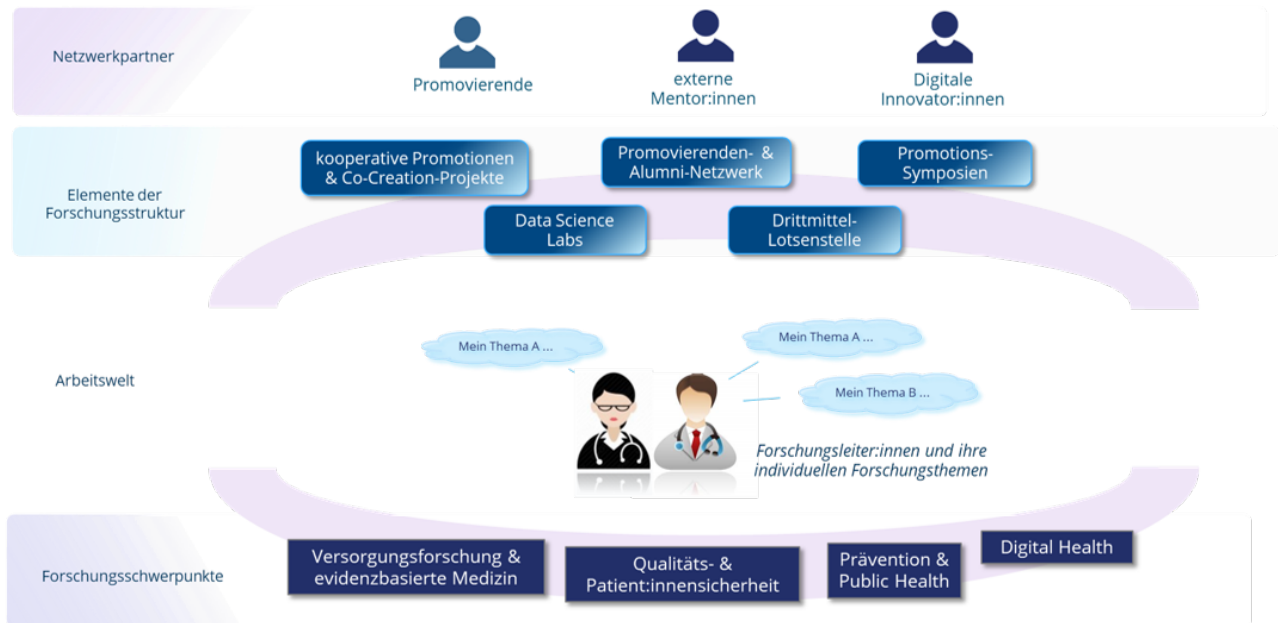 Netzwerkpartner
Promovierende
externe
Mentor:innen
Digitale
Innovator:innen
Elemente der
Forschungsstruktur
kooperative Promotionen
& Co-Creation-Projekte
Promovierenden- &
Alumni-Netzwerk
Promotions-
Symposien
Data Science
Labs
Drittmittel-
Lotsenstelle
Arbeitswelt
Mein Thema A ...
Mein Thema A ...
Mein Thema B ...
Forschungsleiter:innen und ihre
individuellen Forschungsthemen
Forschungsschwerpunkte
Versorgungsforschung &
evidenzbasierte Medizin
Qualitäts- &
Patient:innensicherheit
Prävention &
Public Health
Digital Health